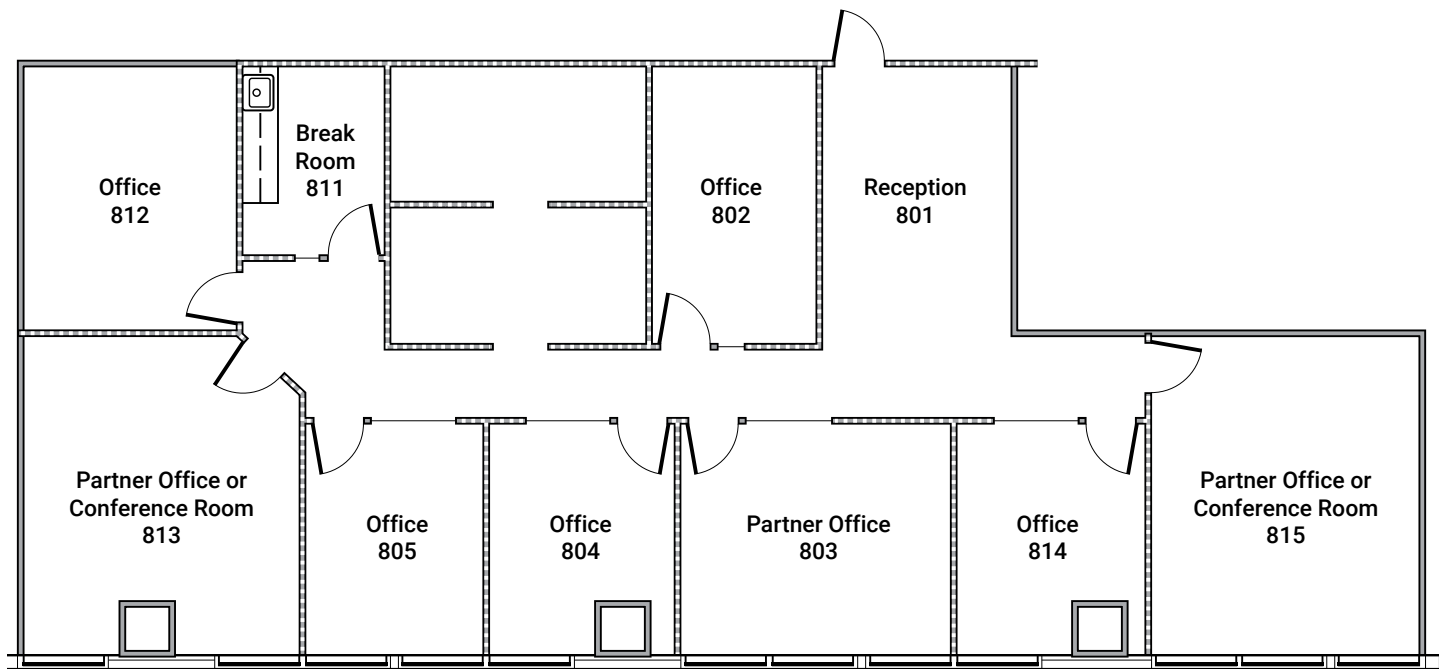 Break
Room
811
Office
812
Office
802
Reception
801
Partner Office or
Conference Room
813
Office
805
Office
804
Partner Office
803
Office
814
Partner Office or
Conference Room
815